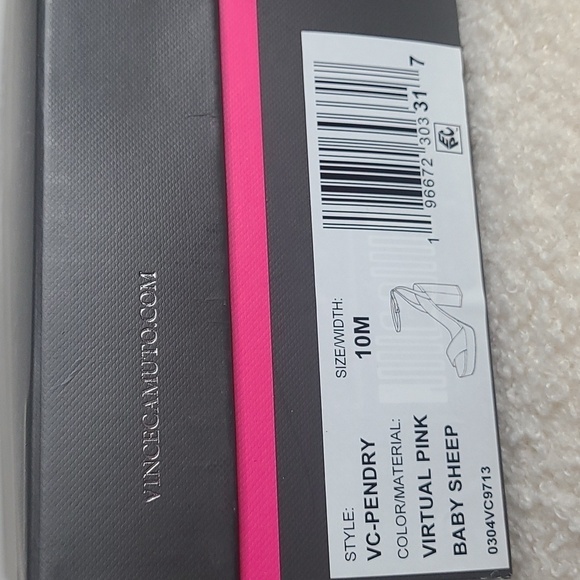 VINCECAMUTO.COM
STYLE:
VC-PENDRY
SIZE/WIDTH:
10M
COLOR/MATERIAL:
VIRTUAL PINK
BABY SHEEP
0304VC9713
1 96672 303 31 7